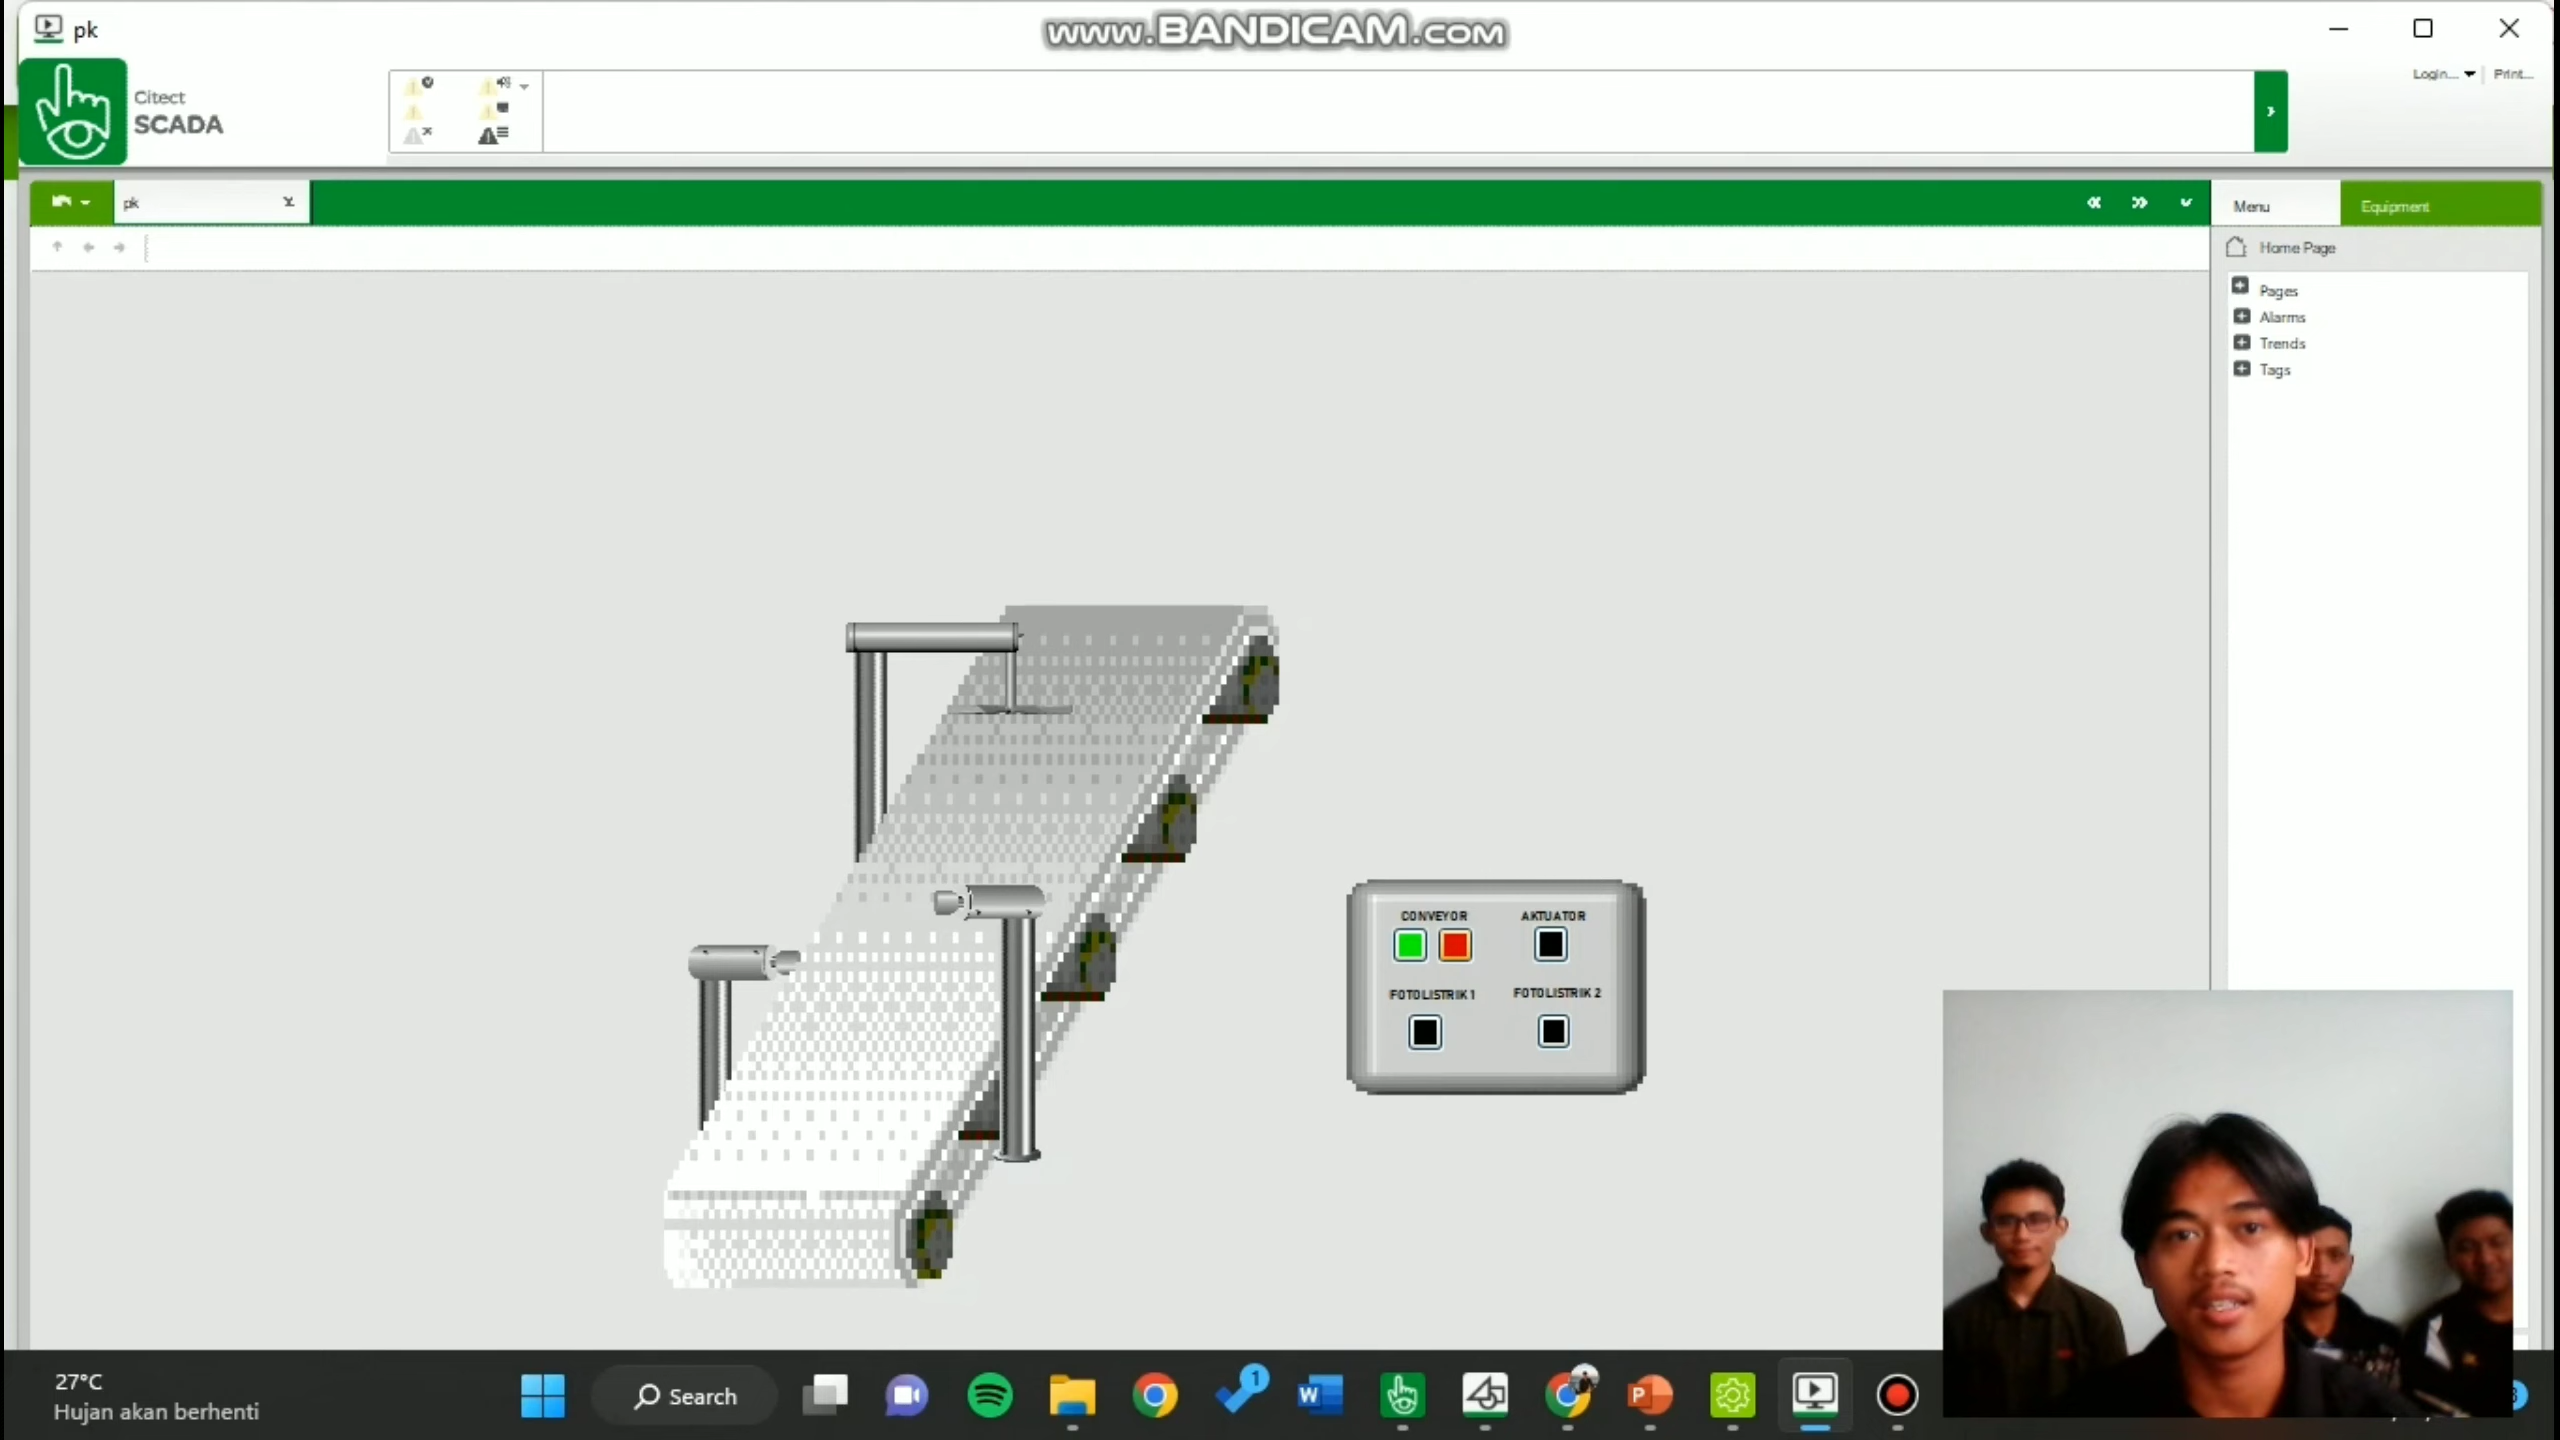 pk
www.BANDICAM.com
Citect
SCADA
Login...
Print...
pk
Menu
Equipment
Home Page
Pages
Alarms
Trends
Tags
CONVEYOR
AKTUATOR
FOTOLISTRIK 1
FOTOLISTRIK 2
27°C
Hujan akan berhenti
Search
1